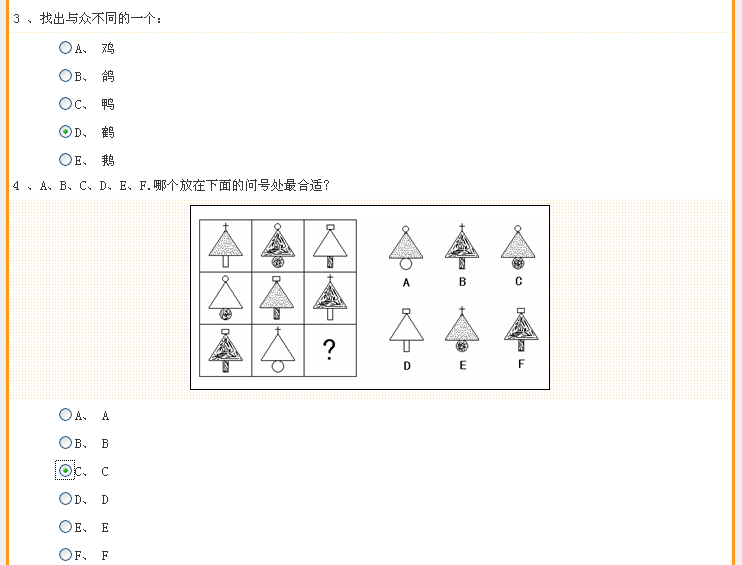 3 、找出与众不同的一个:
A、 鸡
B、 鸽
C、 鸭
D、 鹤
E、 鹅
4 、A、B、C、D、E、F.哪个放在下面的问号处最合适?
?
A B C
D E F
A、 A
B、 B
C、 C
D、 D
E、 E
F、 F